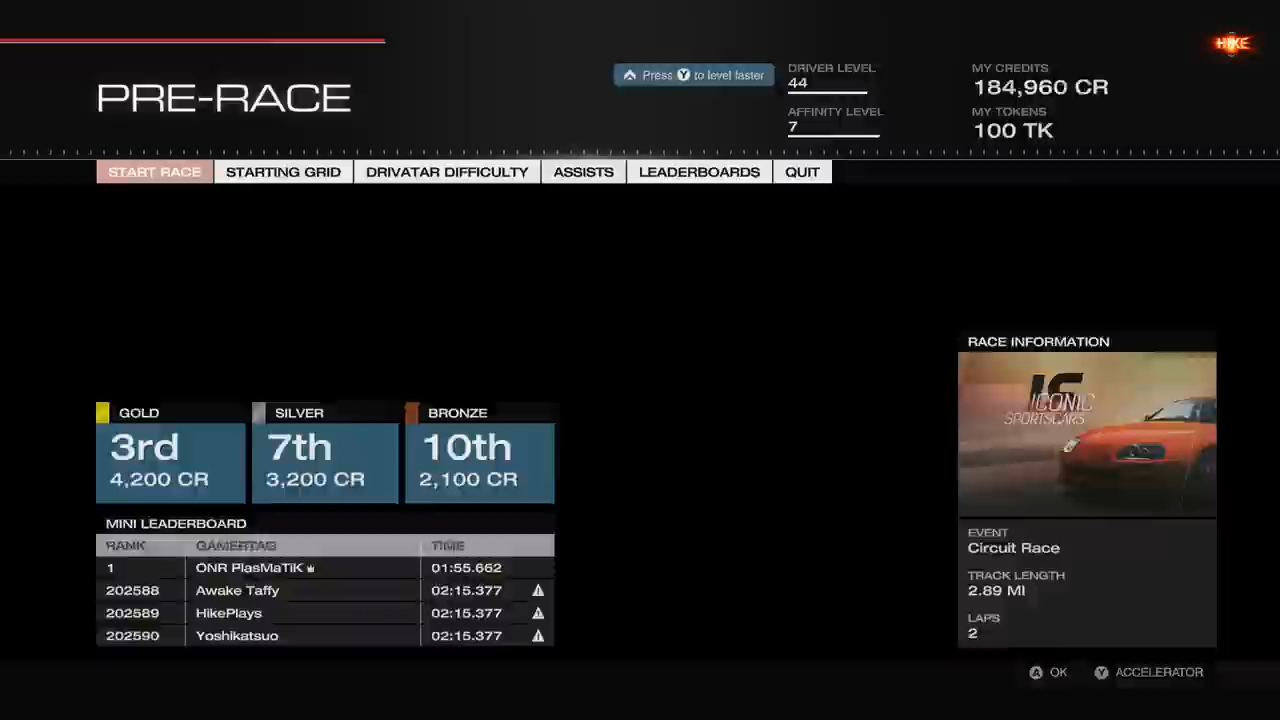 HIKE
PRE-RACE
Press Y to level faster
DRIVER LEVEL
44
AFFINITY LEVEL
7
MY CREDITS
184,960 CR
MY TOKENS
100 TK
START RACE
STARTING GRID
DRIVATAR DIFFICULTY
ASSISTS
LEADERBOARDS
QUIT
GOLD
3rd
4,200 CR
SILVER
7th
3,200 CR
BRONZE
10th
2,100 CR
MINI LEADERBOARD
RANK GAMERTAG TIME
1 ONR PlasMaTiK 01:55.662
202588 Awake Taffy 02:15.377
202589 HikePlays 02:15.377
202590 Yoshikatsuo 02:15.377
RACE INFORMATION
IS
ICONIC
SPORTSCARS
EVENT
Circuit Race
TRACK LENGTH
2.89 MI
LAPS
2
A OK
Y ACCELERATOR